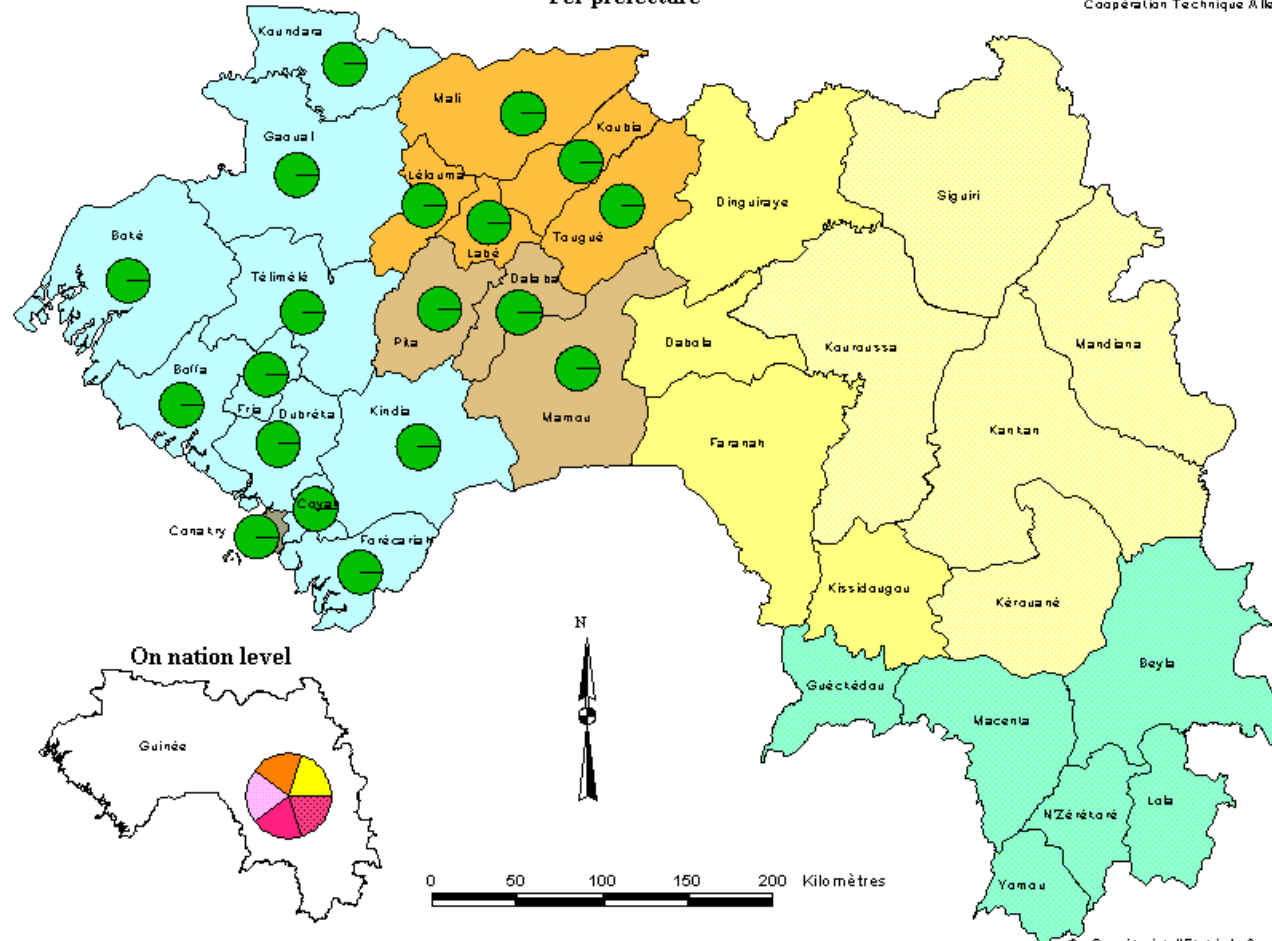 Per préfecture
Coopération Technique Alle
Koundara
Mali
Koubia
Gaoual
Lélouma
Siguiri
Dinguiraye
Boké
Tougué
Labé
Télimélé
Dalaba
Pita
Dabola
Kouroussa
Mandiana
Boffa
Fria
Dubréka
Kindia
Mamou
Kankan
Faranah
Coyah
Conakry
Forécariah
Kissidougou
Kérouané
N
On nation level
Beyla
Guéckédou
Macenta
Guinée
Lola
N'Zérékoré
0 50 100 150 200 Kilomètres
Yomou